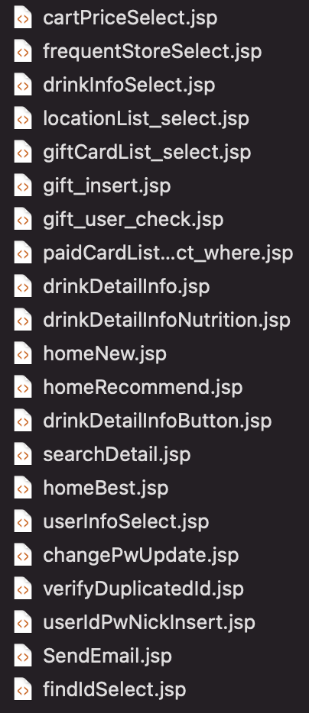 cartPriceSelect.jsp
frequentStoreSelect.jsp
drinkInfoSelect.jsp
locationList_select.jsp
giftCardList_select.jsp
gift_insert.jsp
gift_user_check.jsp
paidCardList...ct_where.jsp
drinkDetailInfo.jsp
drinkDetailInfoNutrition.jsp
homeNew.jsp
homeRecommend.jsp
drinkDetailInfoButton.jsp
searchDetail.jsp
homeBest.jsp
userInfoSelect.jsp
changePwUpdate.jsp
verifyDuplicatedId.jsp
userIdPwNickInsert.jsp
SendEmail.jsp
findIdSelect.jsp